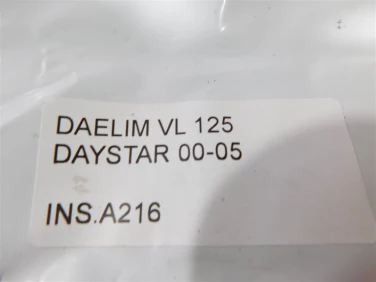 DAELIM VL 125
DAYSTAR 00-05
INS.A216